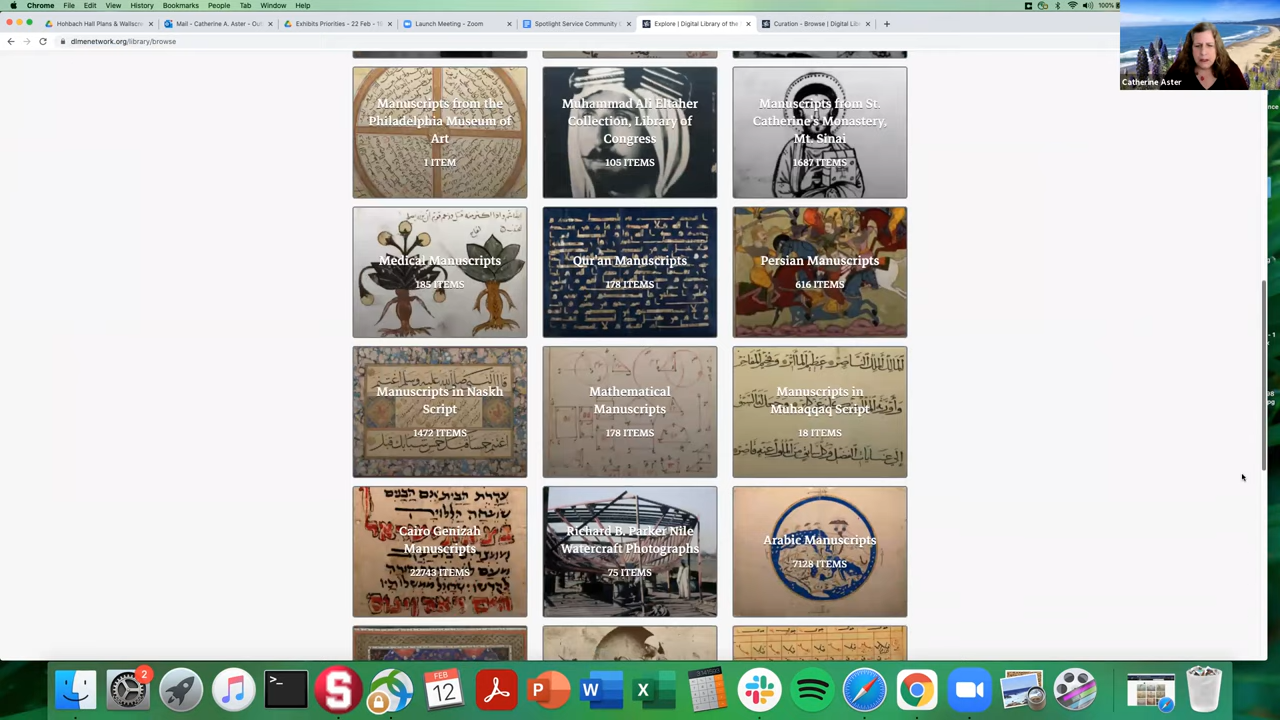 Chrome File Edit View History Bookmarks People Tab Window Help
100%
Hohbach Hall Plans & Wallscre
Mail - Catherine A. Aster - Out
Exhibits Priorities - 22 Feb - 1
Launch Meeting - Zoom
Spotlight Service Community
Explore | Digital Library of the
Curation - Browse | Digital Lib
dlmenetwork.org/library/browse
Catherine Aster
Manuscripts from the
Philadelphia Museum of
Art
1 ITEM
Muhammad Ali Eltaher
Collection, Library of
Congress
105 ITEMS
Manuscripts from St.
Catherine's Monastery,
Mt. Sinai
1687 ITEMS
Medical Manuscripts
185 ITEMS
Qur'an Manuscripts
178 ITEMS
Persian Manuscripts
616 ITEMS
Manuscripts in Naskh
Script
1472 ITEMS
Mathematical
Manuscripts
178 ITEMS
Manuscripts in
Muhaqqaq Script
18 ITEMS
Cairo Genizah
Manuscripts
22743 ITEMS
Richard B. Parker Nile
Watercraft Photographs
75 ITEMS
Arabic Manuscripts
7128 ITEMS
2
FEB
12